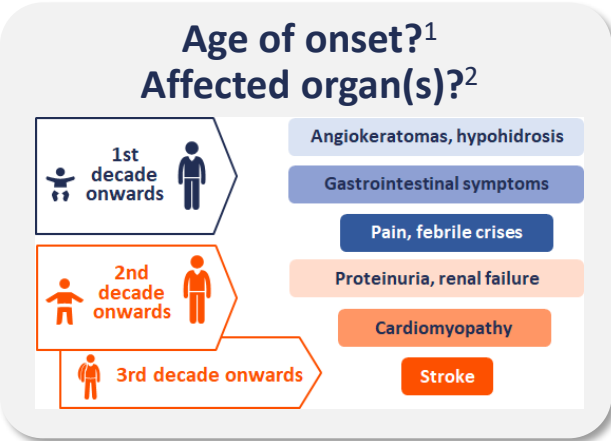 Age of onset?1
Affected organ(s)?2
1st
decade
onwards
Angiokeratomas, hypohidrosis
Gastrointestinal symptoms
Pain, febrile crises
2nd
decade
onwards
Proteinuria, renal failure
Cardiomyopathy
3rd decade onwards
Stroke